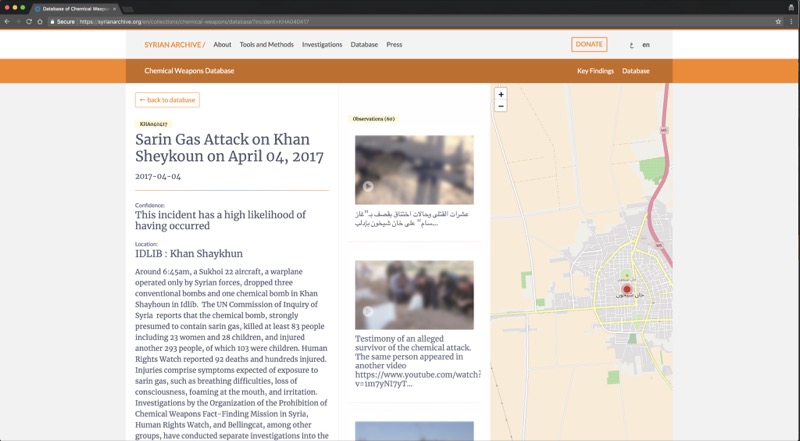 Database of Chemical Weapon
Secure
https://syrianarchive.org/en/collections/chemical-weapons/database?incident=KHA040417
SYRIAN ARCHIVE /
About
Tools and Methods
Investigations
Database
Press
DONATE
ع
en
Chemical Weapons Database
Key Findings
Database
← back to database
KHA040417
Sarin Gas Attack on Khan
Sheykoun on April 04, 2017
2017-04-04
Confidence:
This incident has a high likelihood of
having occurred
Location:
IDLIB : Khan Shaykhun
Around 6:45am, a Sukhoi 22 aircraft, a warplane
operated only by Syrian forces, dropped three
conventional bombs and one chemical bomb in Khan
Shayhoun in Idlib. The UN Commission of Inquiry of
Syria reports that the chemical bomb, strongly
presumed to contain sarin gas, killed at least 83 people
including 23 women and 28 children, and injured
another 293 people, of which 103 were children. Human
Rights Watch reported 92 deaths and hundreds injured.
Injuries comprise symptoms expected of exposure to
sarin gas, such as breathing difficulties, loss of
consciousness, foaming at the mouth, and irritation.
Investigations by the Organization of the Prohibition of
Chemical Weapons Fact-Finding Mission in Syria,
Human Rights Watch, and Bellingcat, among other
groups, have conducted separate investigations into the
Observations (60)
عشرات القتلى وحالات اختناق بقصف بـ"غاز
سام" على خان شيخون بإدلب...
Testimony of an alleged
survivor of the chemical attack.
The same person appeared in
another video
https://www.youtube.com/watch?
v=1m7yNI7yT...
+
−
M5
M5
خان شيخون
خان شيخون